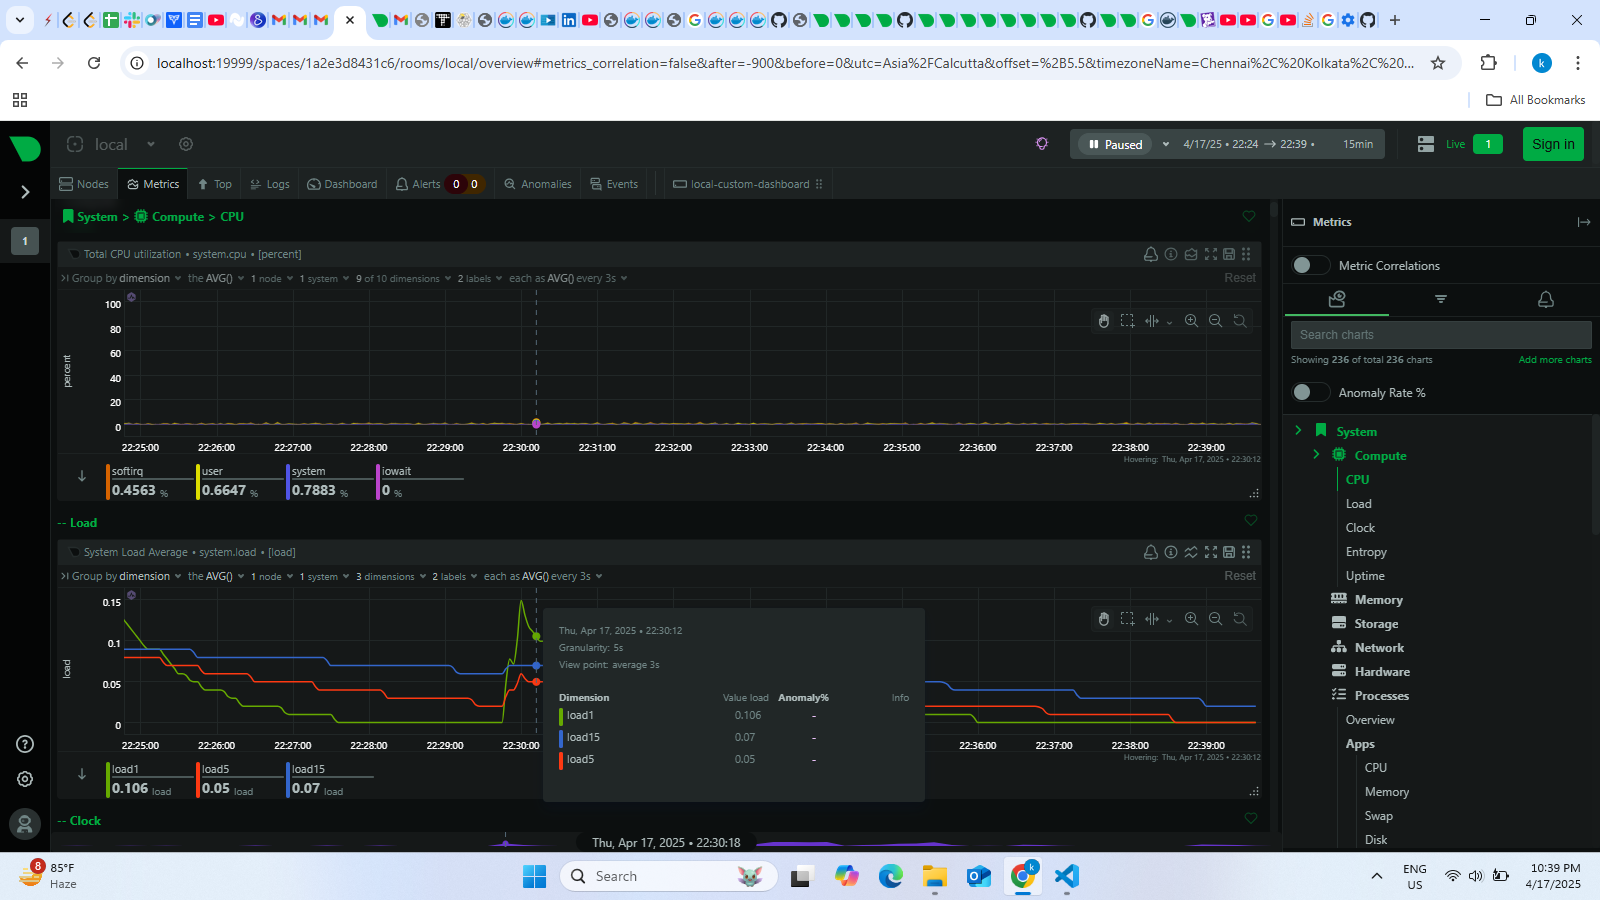 localhost:19999/spaces/1a2e3d8431c6/rooms/local/overview#metrics_correlation=false&after=-900&before=0&utc=Asia%2FCalcutta&offset=%2B5.5&timezoneName=Chennai%2C%20Kolkata%2C%20...
k
All Bookmarks
local
Paused
4/17/25 • 22:24 → 22:39 •
15min
Live
1
Sign in
Nodes
Metrics
Top
Logs
Dashboard
Alerts
0
0
Anomalies
Events
local-custom-dashboard
1
System > Compute > CPU
Total CPU utilization • system.cpu • [percent]
Group by dimension the AVG() 1 node 1 system 9 of 10 dimensions 2 labels each as AVG() every 3s
Reset
percent
100
80
60
40
20
0
22:25:00 22:26:00 22:27:00 22:28:00 22:29:00 22:30:00 22:31:00 22:32:00 22:33:00 22:34:00 22:35:00 22:36:00 22:37:00 22:38:00 22:39:00
Hovering: Thu, Apr 17, 2025 • 22:30:12
softirq
0.4563 %
user
0.6647 %
system
0.7883 %
iowait
0 %
-- Load
System Load Average • system.load • [load]
Group by dimension the AVG() 1 node 1 system 3 dimensions 2 labels each as AVG() every 3s
Reset
load
0.15
0.1
0.05
0
22:25:00 22:26:00 22:27:00 22:28:00 22:29:00 22:30:00 22:36:00 22:37:00 22:38:00 22:39:00
Hovering: Thu, Apr 17, 2025 • 22:30:12
Thu, Apr 17, 2025 • 22:30:12
Granularity: 5s
View point: average 3s
Dimension Value load Anomaly% Info
load1 0.106 -
load15 0.07 -
load5 0.05 -
load1
0.106 load
load5
0.05 load
load15
0.07 load
-- Clock
Thu, Apr 17, 2025 • 22:30:18
Metrics
Metric Correlations
Search charts
Showing 236 of total 236 charts
Add more charts
Anomaly Rate %
System
Compute
CPU
Load
Clock
Entropy
Uptime
Memory
Storage
Network
Hardware
Processes
Overview
Apps
CPU
Memory
Swap
Disk
8
85°F
Haze
Search
k
ENG
US
10:39 PM
4/17/2025